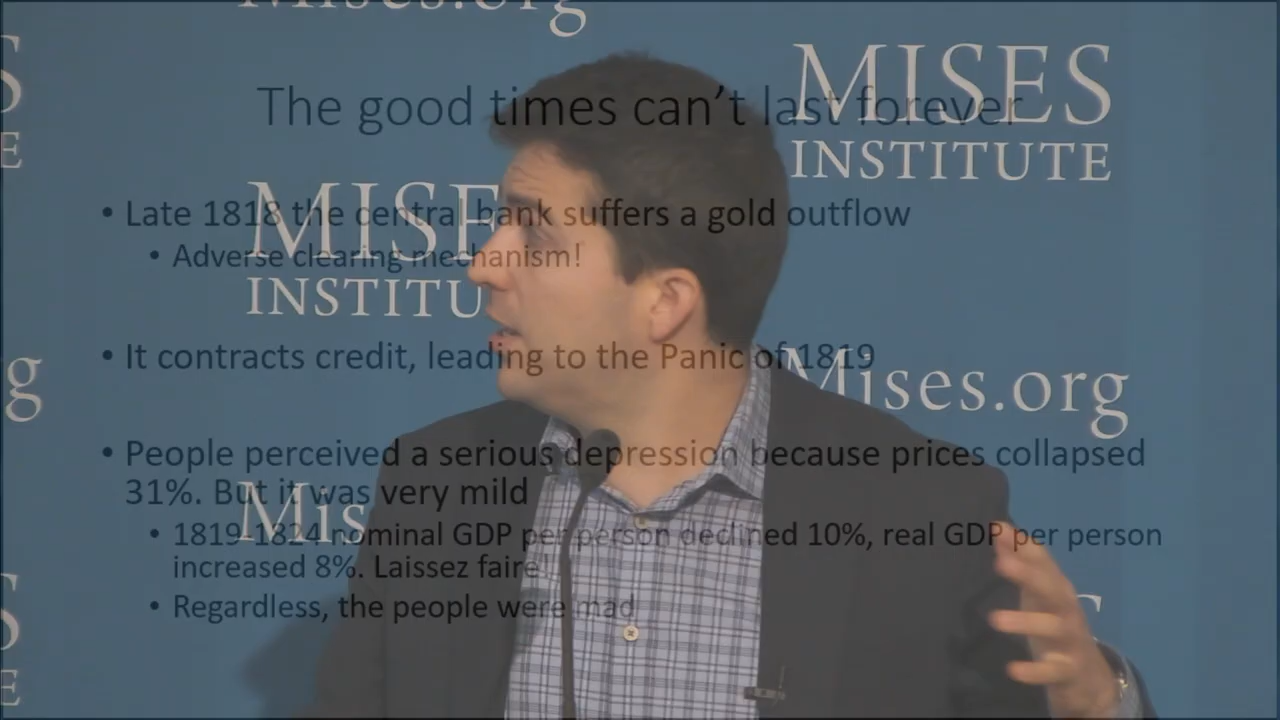 Mises.org
MISES
INSTITUTE
The good times can't last forever
S
E
MISE
INSTITU
• Late 1818 the central bank suffers a gold outflow
• Adverse clearing mechanism!
• It contracts credit, leading to the Panic of 1819
Mises.org
g
• People perceived a serious depression because prices collapsed
31%. But it was very mild
Mis
• 1819-1824 nominal GDP per person declined 10%, real GDP per person
increased 8%. Laissez faire!
• Regardless, the people were mad
S
E